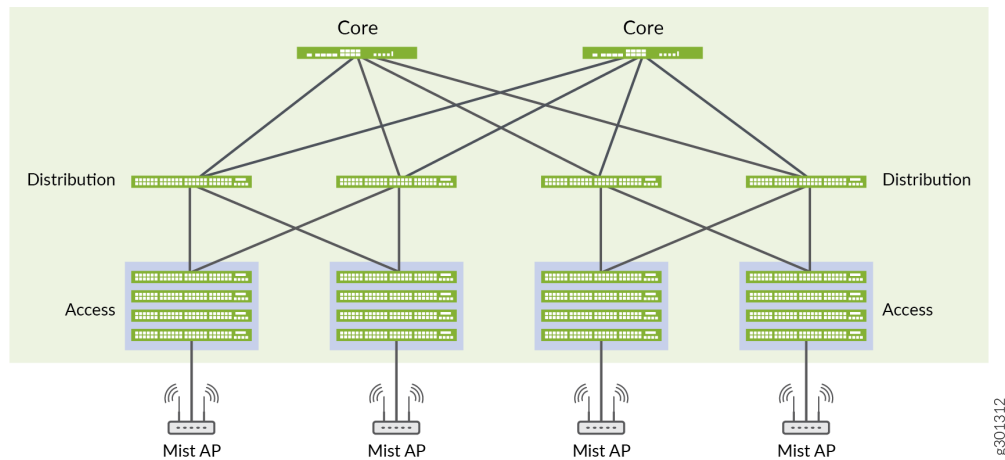 Core
Core
Distribution
Distribution
Access
Access
Mist AP
Mist AP
Mist AP
Mist AP
g301312